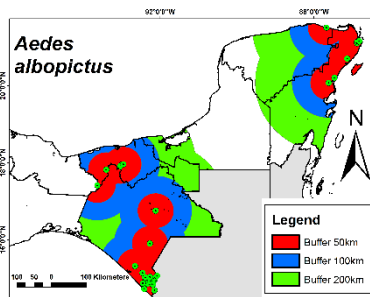 92°0'0"W 88°0'0"W
Aedes
albopictus
20°0'0"N
18°0'0"N
16°0'0"N
N
100 50 0 100 Kilometers
Legend
Buffer 50km
Buffer 100km
Buffer 200km